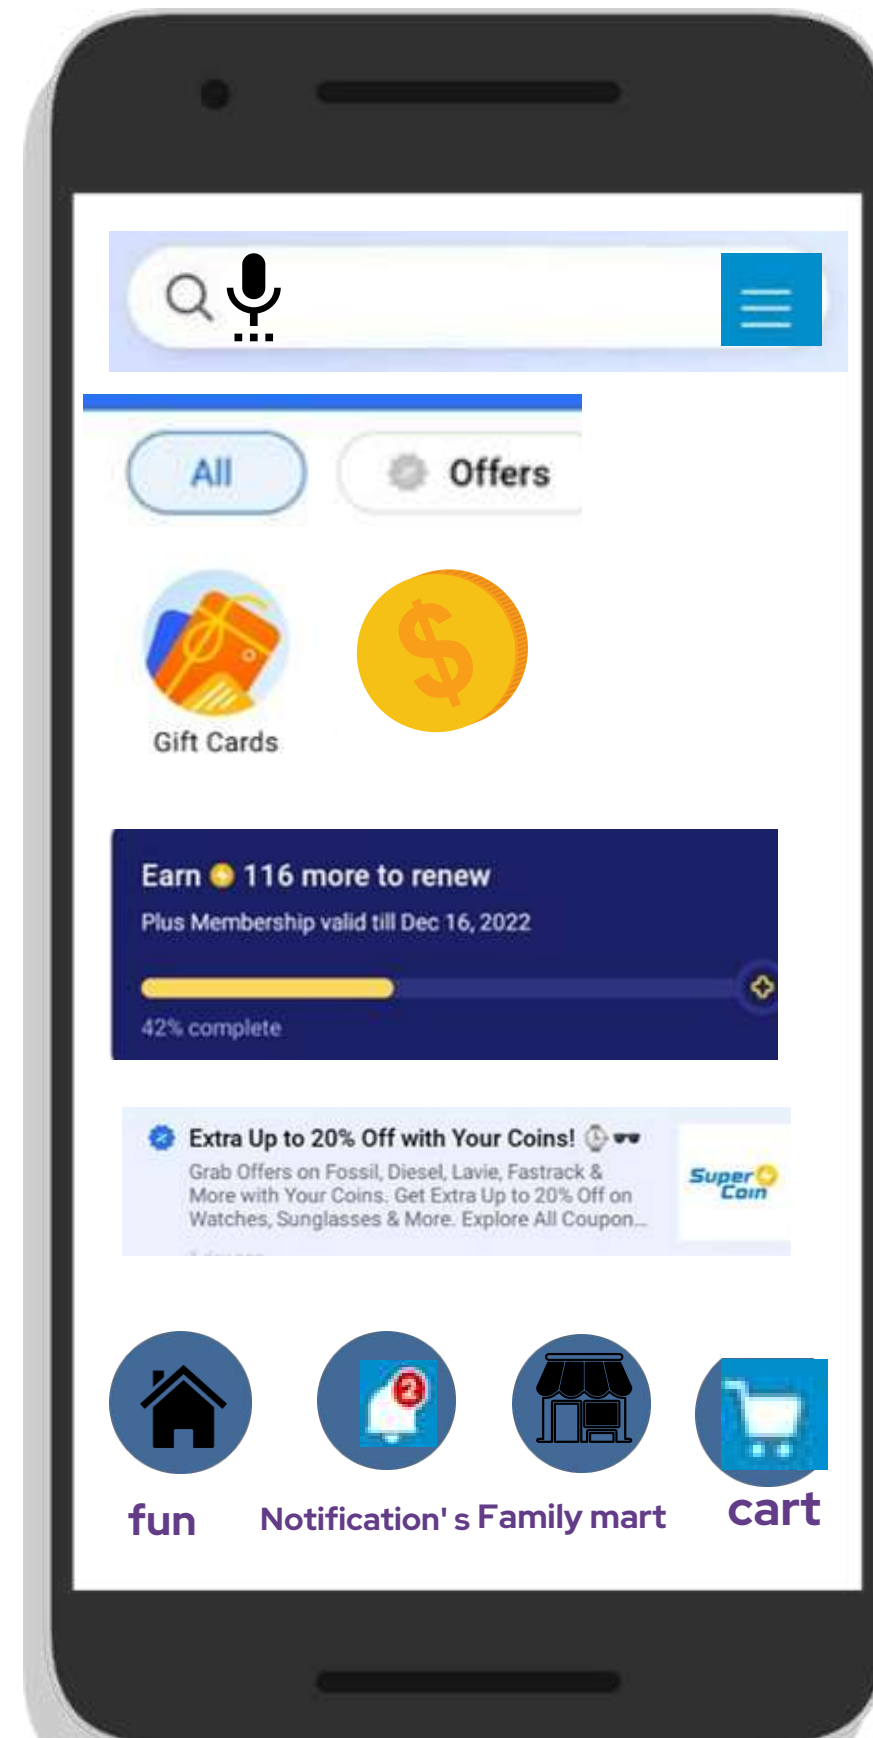 All
Offers
Gift Cards
Earn 116 more to renew
Plus Membership valid till Dec 16, 2022
42% complete
Extra Up to 20% Off with Your Coins!
Grab Offers on Fossil, Diesel, Lavie, Fastrack &
More with Your Coins. Get Extra Up to 20% Off on
Watches, Sunglasses & More. Explore All Coupon...
Super
Coin
2
fun
Notification' s
Family mart
cart